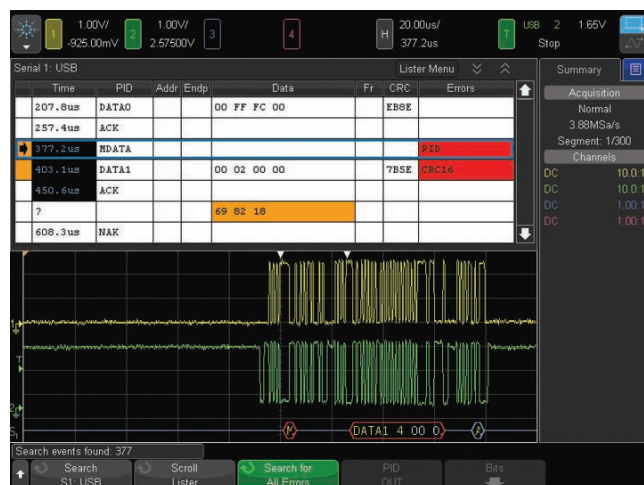 1 1.00V/ -925.00mV 2 1.00V/ 2.57500V 3 4 H 20.00us/ 377.2us T USB 2 1.65V Stop
Serial 1: USB Lister Menu Summary
Time PID Addr Endp Data Fr CRC Errors
207.8us DATA0 00 FF FC 00 EB8E
257.4us ACK
377.2us MDATA PID
403.1us DATA1 00 02 00 00 7B5E CRC16
450.6us ACK
? 69 82 18
608.3us NAK
Acquisition
Normal
3.88MSa/s
Segment: 1/300
Channels
DC 10.0:1
DC 10.0:1
DC 1.00:1
DC 1.00:1
T
S1 M DATA1 4 00 0 A
Search events found: 377
Search S1: USB
Scroll Lister
Search for All Errors
PID OUT
Bits